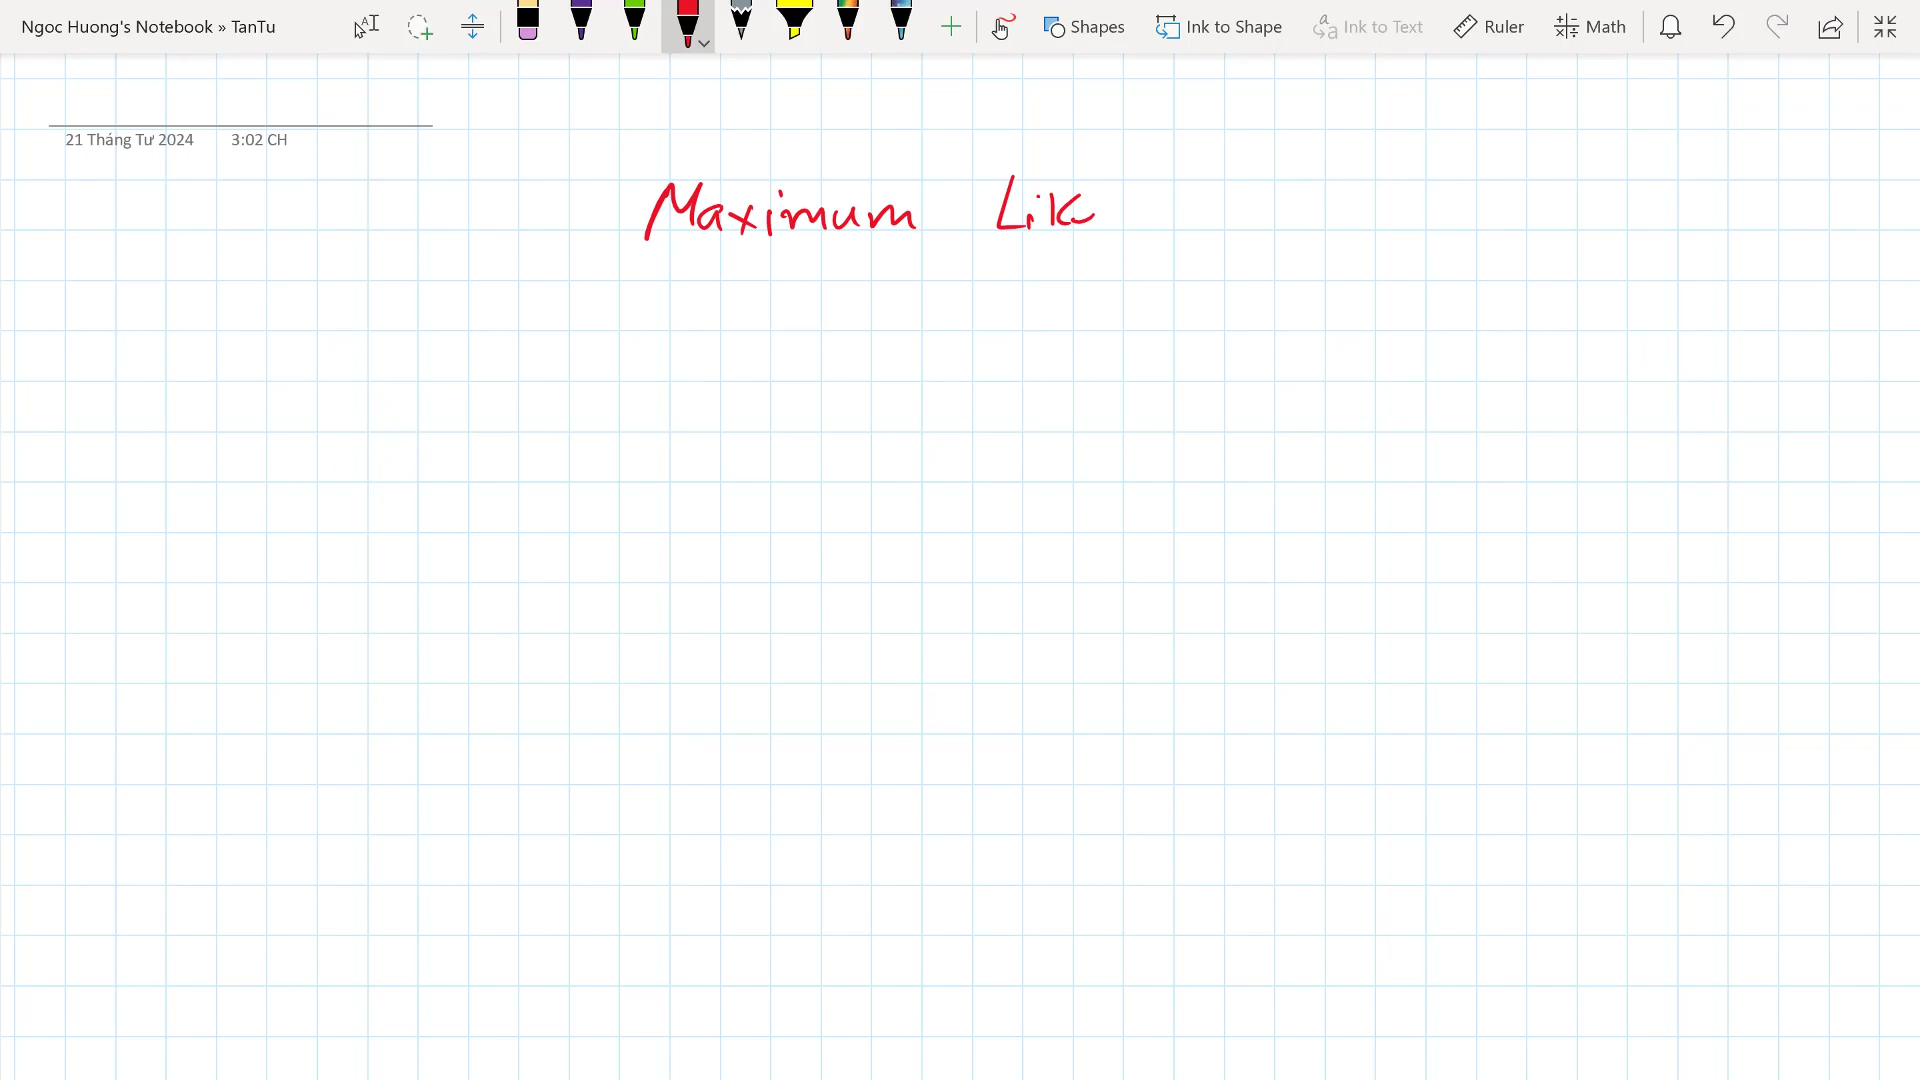 Ngoc Huong's Notebook » TanTu Shapes Ink to Shape Ink to Text Ruler Math
21 Tháng Tư 2024 3:02 CH
Maximum Lik